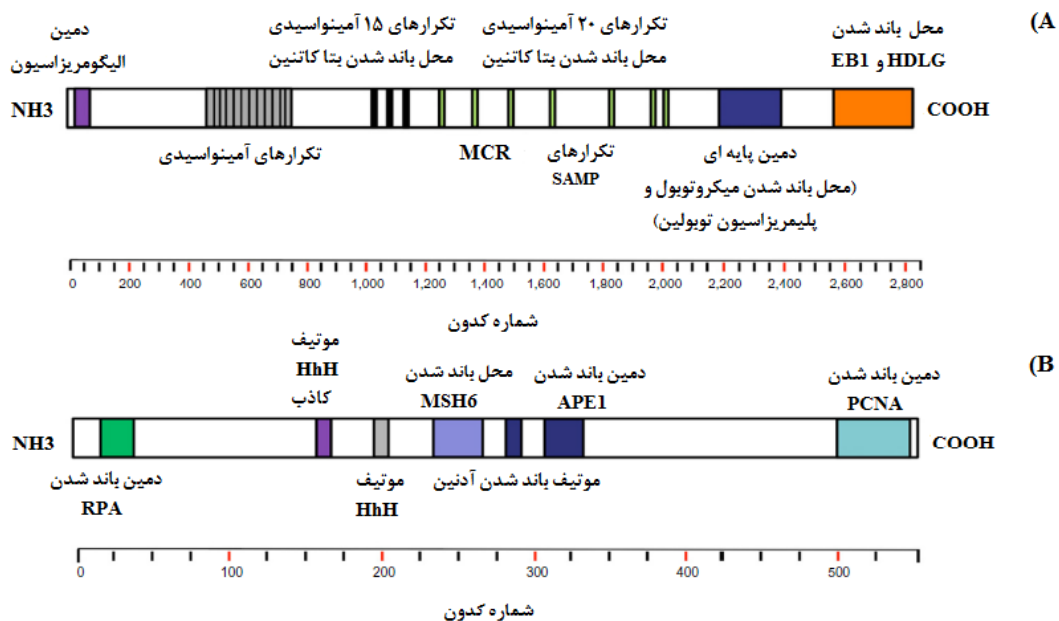 (A
دمین
الیگومریزاسیون
تکرارهای ۱۵ آمینواسیدی
محل باند شدن بتا کاتنین
تکرارهای ۲۰ آمینواسیدی
محل باند شدن بتا کاتنین
محل باند شدن
EB1 و HDLG
NH3
COOH
تکرارهای آمینواسیدی
MCR
تکرارهای
SAMP
دمین پایه ای
(محل باند شدن میکروتوبول و
پلیمریزاسیون توبولین)
0 200 400 600 800 1,000 1,200 1,400 1,600 1,800 2,000 2,200 2,400 2,600 2,800
شماره کدون
(B
موتیف
HhH
کاذب
محل باند شدن
MSH6
دمین باند شدن
APE1
دمین باند شدن
PCNA
NH3
COOH
دمین باند شدن
RPA
موتیف
HhH
موتیف باند شدن آدنین
0 100 200 300 400 500
شماره کدون